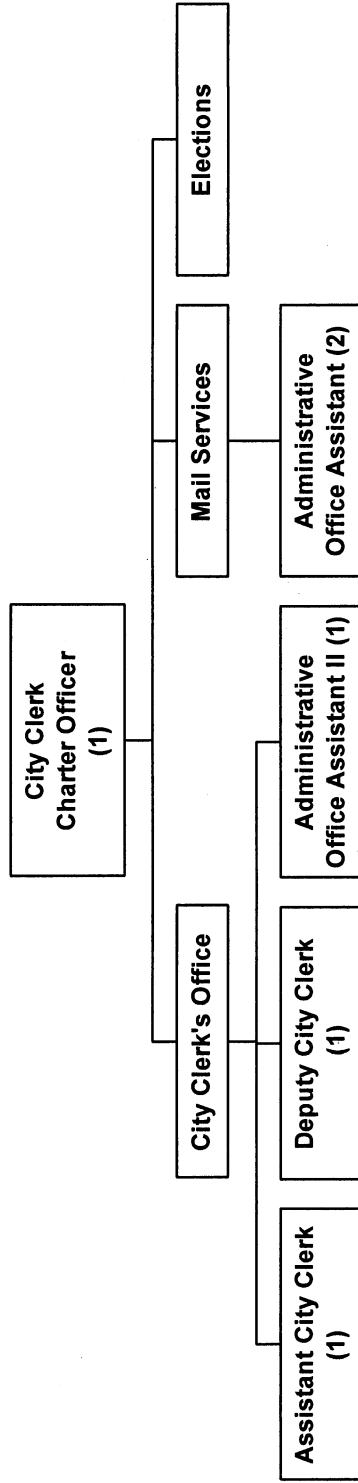 City Clerk
Charter Officer
(1)
City Clerk's Office
Mail Services
Elections
Assistant City Clerk
(1)
Deputy City Clerk
(1)
Administrative
Office Assistant II (1)
Administrative
Office Assistant (2)